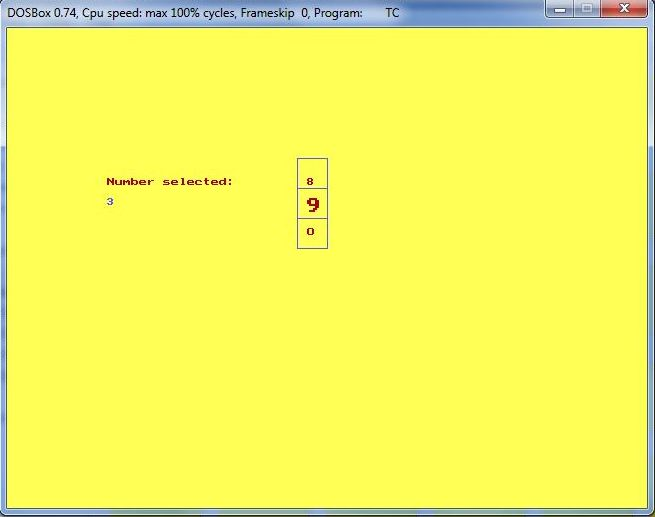 DOSBox 0.74, Cpu speed: max 100% cycles, Frameskip 0, Program: TC
Number selected:
3
8
9
0